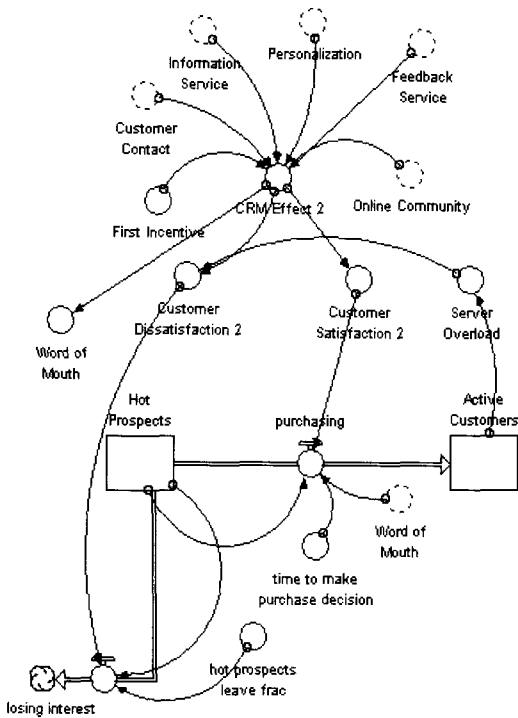 Information
Service
Personalization
Feedback
Service
Customer
Contact
First Incentive
CRM Effect 2
Online Community
Word of
Mouth
Customer
Dissatisfaction 2
Customer
Satisfaction 2
Server
Overload
Hot
Prospects
purchasing
Active
Customers
Word of
Mouth
time to make
purchase decision
hot prospects
leave frac
losing interest